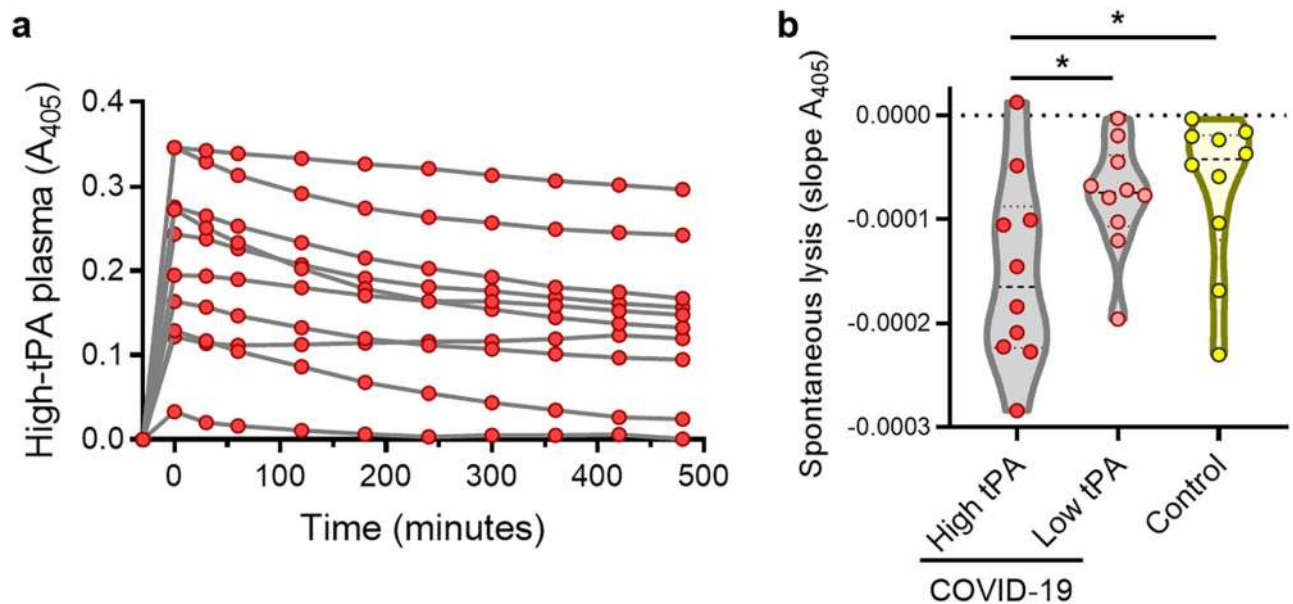 a
High-tPA plasma (A405)
0.4
0.3
0.2
0.1
0.0
0 100 200 300 400 500
Time (minutes)
b
*
*
Spontaneous lysis (slope A405)
0.0000
-0.0001
-0.0002
-0.0003
High tPA
Low tPA
Control
COVID-19